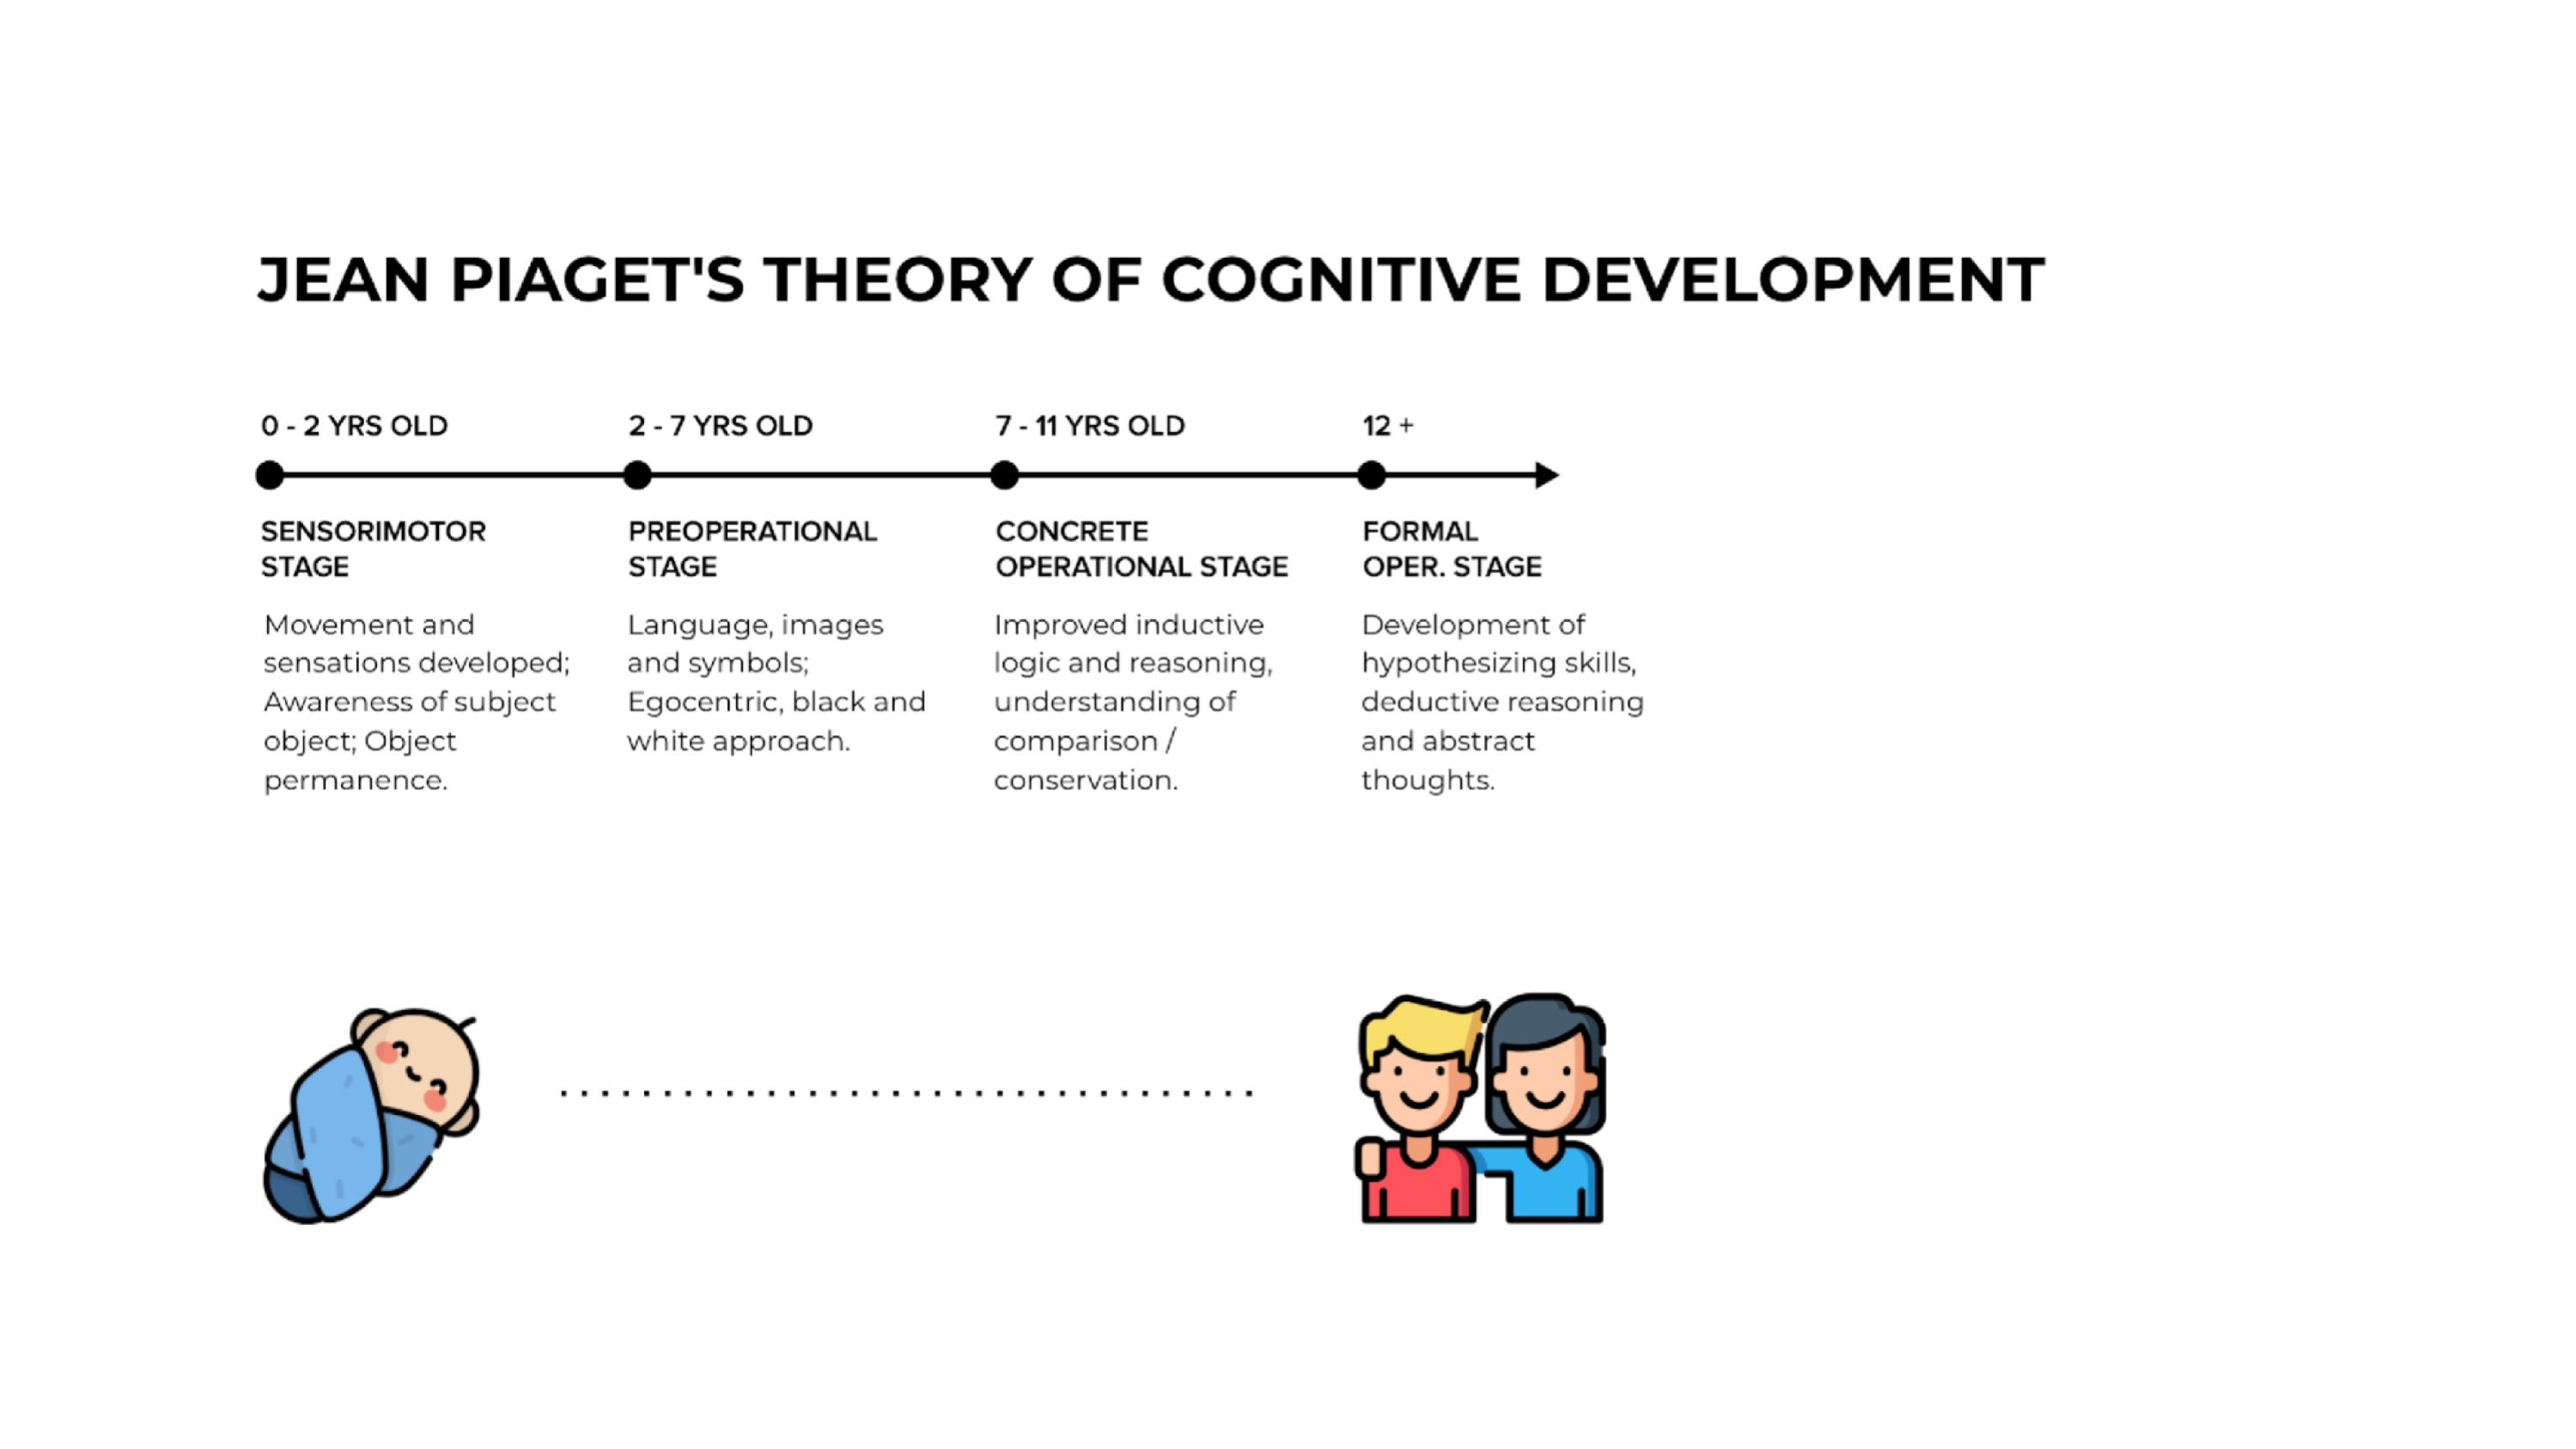 JEAN PIAGET'S THEORY OF COGNITIVE DEVELOPMENT
0 - 2 YRS OLD
SENSORIMOTOR
STAGE
Movement and
sensations developed;
Awareness of subject
object; Object
permanence.
2 - 7 YRS OLD
PREOPERATIONAL
STAGE
Language, images
and symbols;
Egocentric, black and
white approach.
7 - 11 YRS OLD
CONCRETE
OPERATIONAL STAGE
Improved inductive
logic and reasoning,
understanding of
comparison /
conservation.
12 +
FORMAL
OPER. STAGE
Development of
hypothesizing skills,
deductive reasoning
and abstract
thoughts.